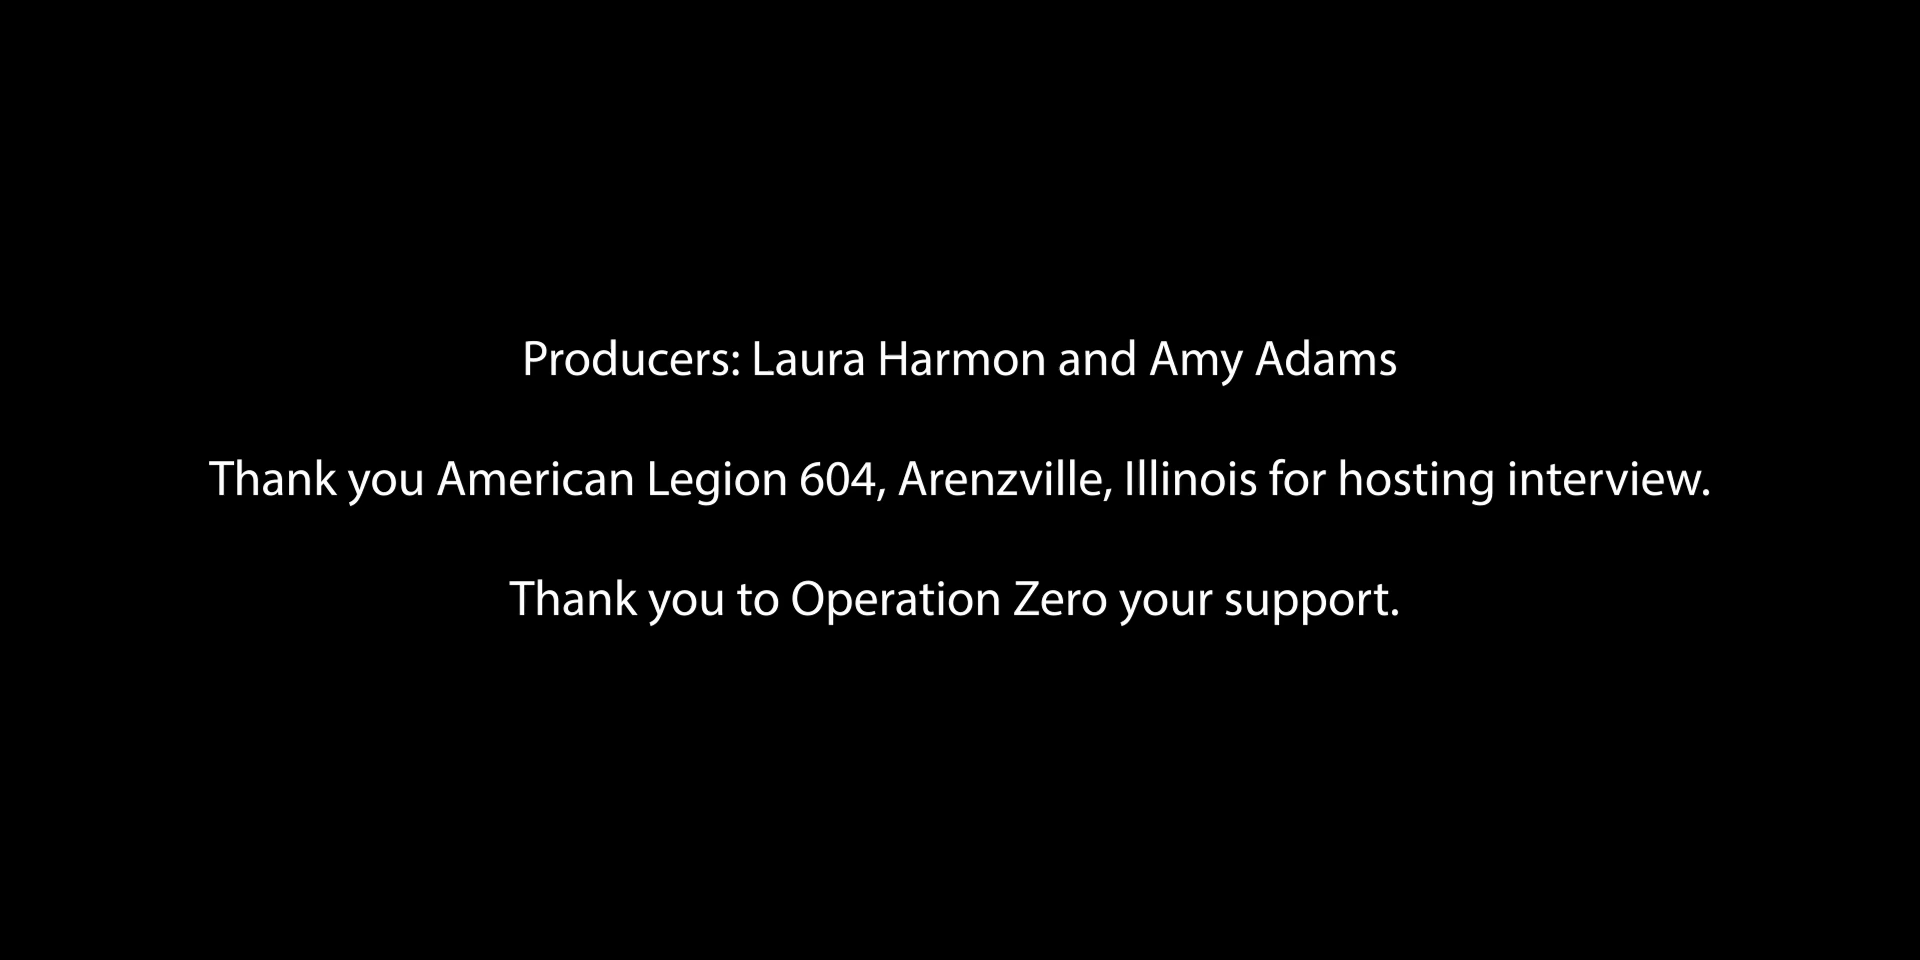 Producers: Laura Harmon and Amy Adams
Thank you American Legion 604, Arenzville, Illinois for hosting interview.
Thank you to Operation Zero your support.